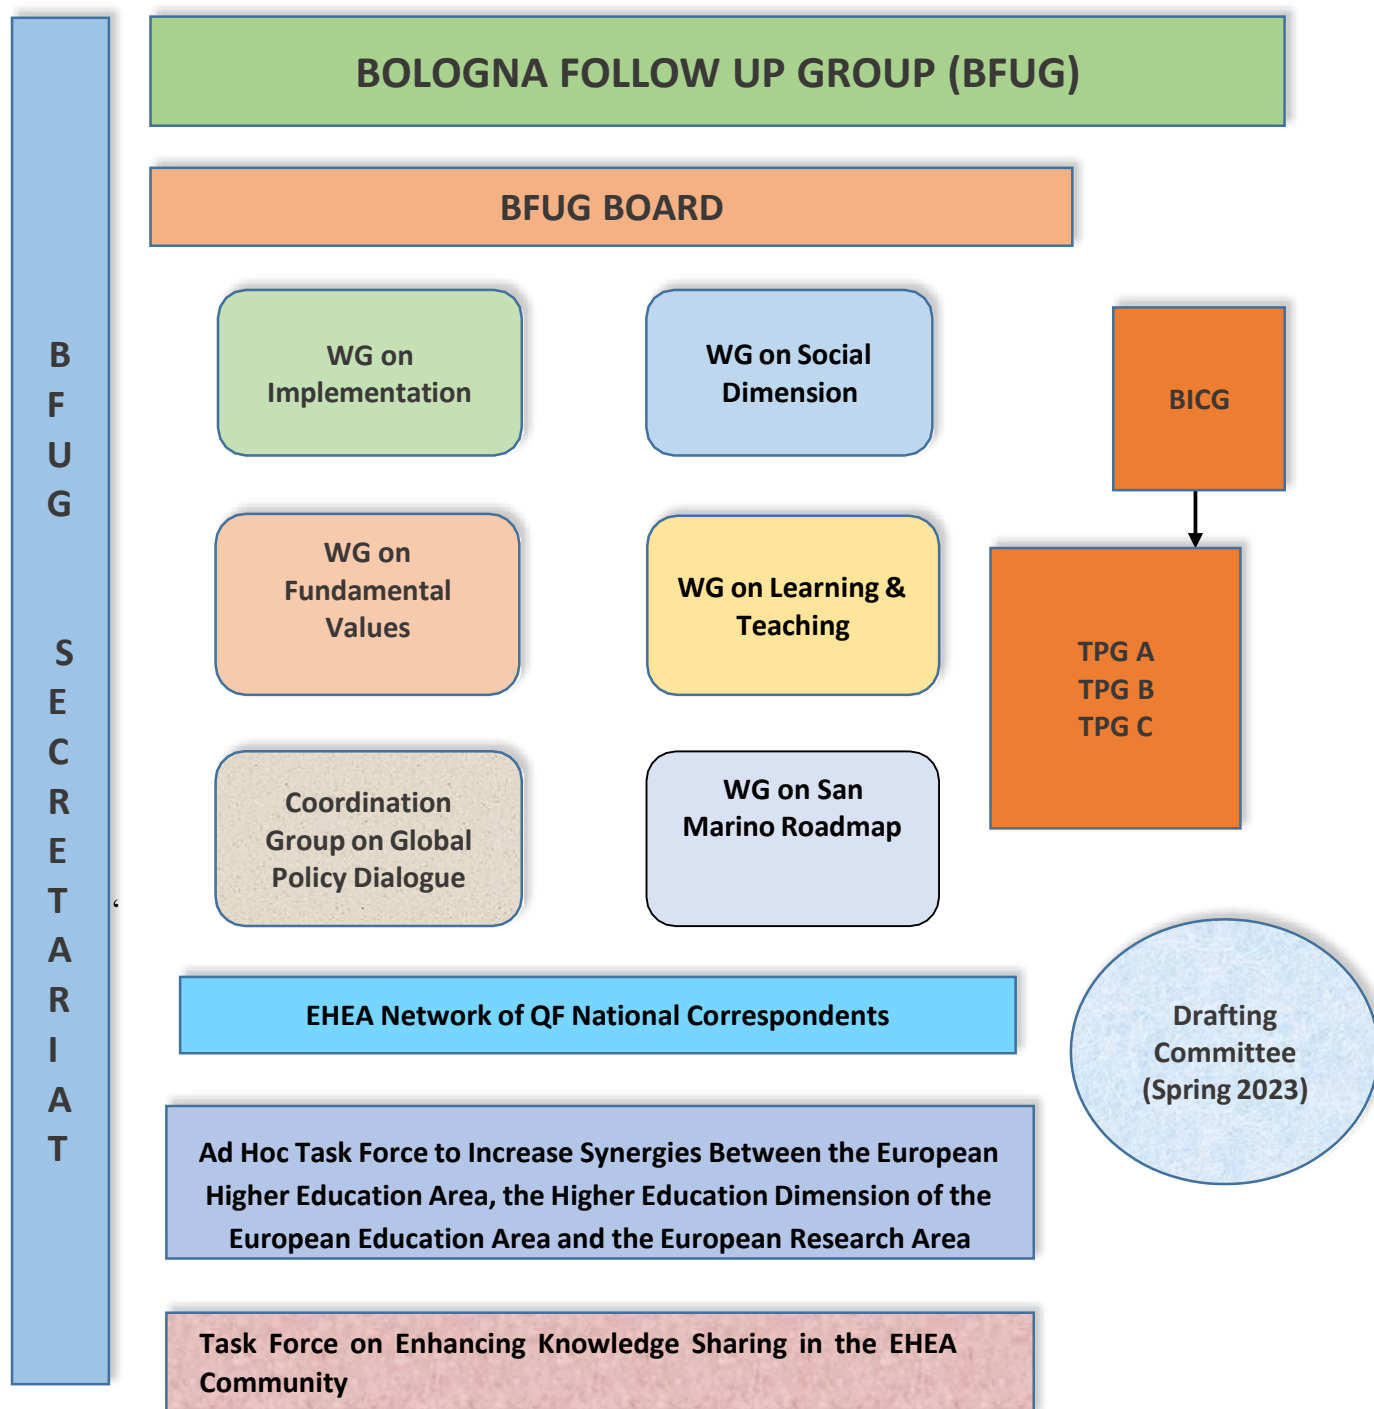 BOLOGNA FOLLOW UP GROUP (BFUG)
BFUG BOARD
B
F
U
G
S
E
C
R
E
T
A
R
I
A
T
WG on
Implementation
WG on Social
Dimension
BICG
WG on
Fundamental
Values
WG on Learning &
Teaching
TPG A
TPG B
TPG C
Coordination
Group on Global
Policy Dialogue
WG on San
Marino Roadmap
‘
EHEA Network of QF National Correspondents
Drafting
Committee
(Spring 2023)
Ad Hoc Task Force to Increase Synergies Between the European
Higher Education Area, the Higher Education Dimension of the
European Education Area and the European Research Area
Task Force on Enhancing Knowledge Sharing in the EHEA
Community